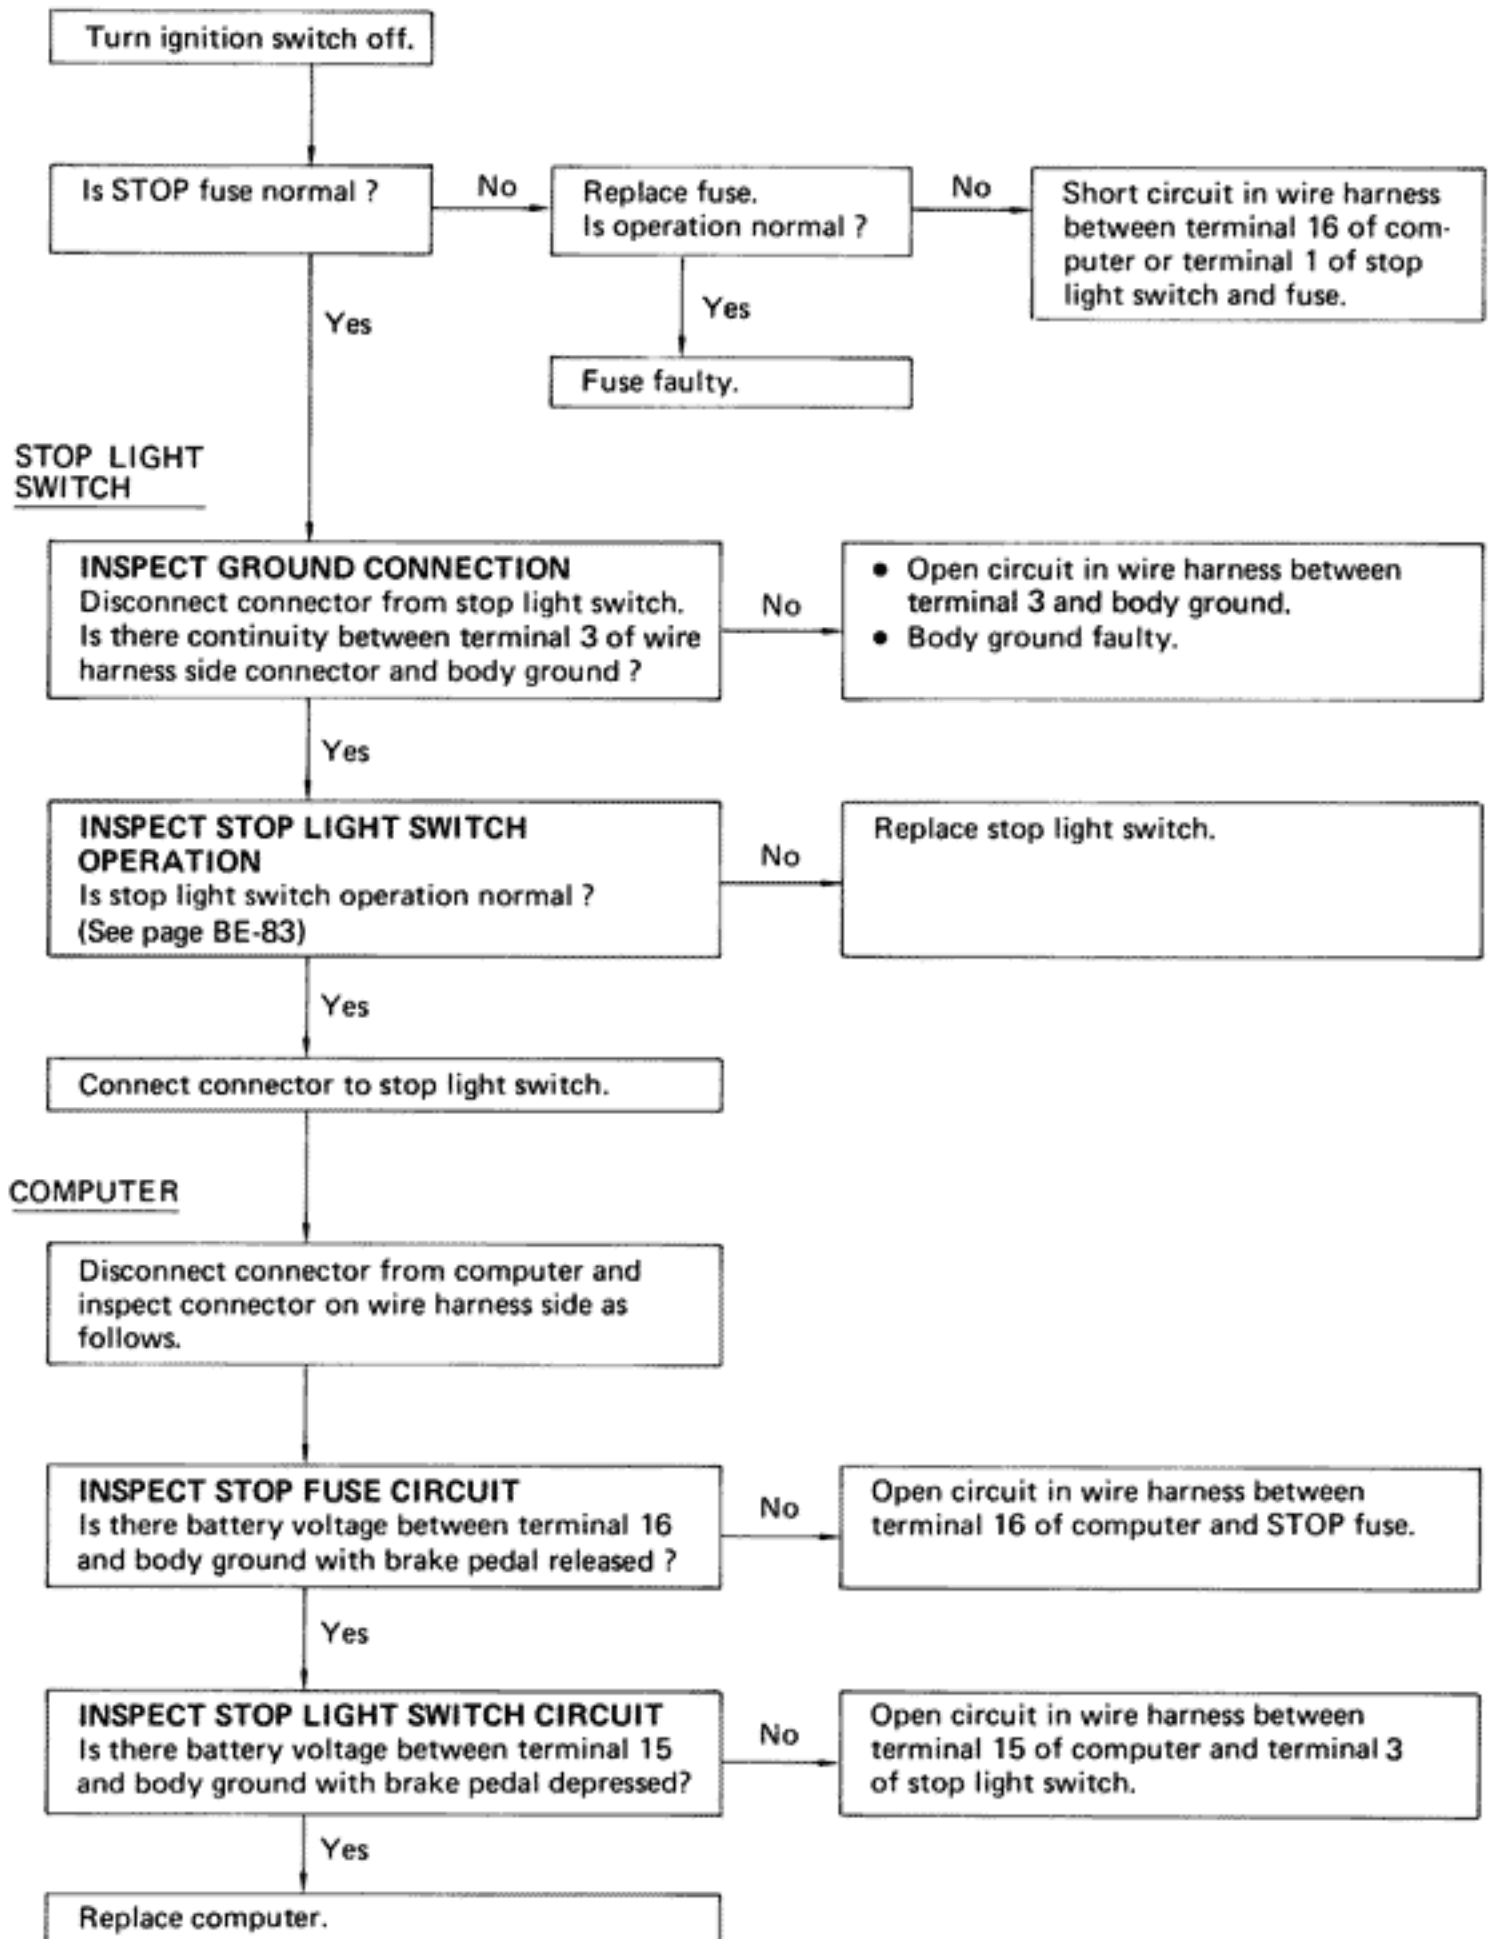 Turn ignition switch off.
Is STOP fuse normal ?
No
Replace fuse.
Is operation normal ?
No
Short circuit in wire harness
between terminal 16 of com-
puter or terminal 1 of stop
light switch and fuse.
Yes
Yes
Fuse faulty.
STOP LIGHT
SWITCH
INSPECT GROUND CONNECTION
Disconnect connector from stop light switch.
Is there continuity between terminal 3 of wire
harness side connector and body ground ?
No
• Open circuit in wire harness between
terminal 3 and body ground.
• Body ground faulty.
Yes
INSPECT STOP LIGHT SWITCH
OPERATION
Is stop light switch operation normal ?
(See page BE-83)
No
Replace stop light switch.
Yes
Connect connector to stop light switch.
COMPUTER
Disconnect connector from computer and
inspect connector on wire harness side as
follows.
INSPECT STOP FUSE CIRCUIT
Is there battery voltage between terminal 16
and body ground with brake pedal released ?
No
Open circuit in wire harness between
terminal 16 of computer and STOP fuse.
Yes
INSPECT STOP LIGHT SWITCH CIRCUIT
Is there battery voltage between terminal 15
and body ground with brake pedal depressed?
No
Open circuit in wire harness between
terminal 15 of computer and terminal 3
of stop light switch.
Yes
Replace computer.